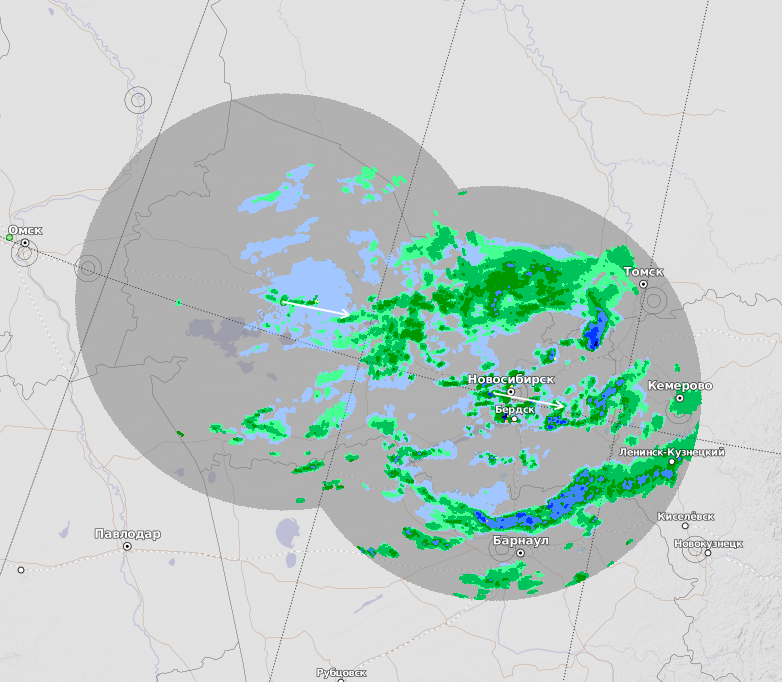 Омск
Томск
Новосибирск
Кемерово
Бердск
Ленинск-Кузнецкий
Киселёвск
Павлодар
Барнаул
Новокузнецк
Рубцовск